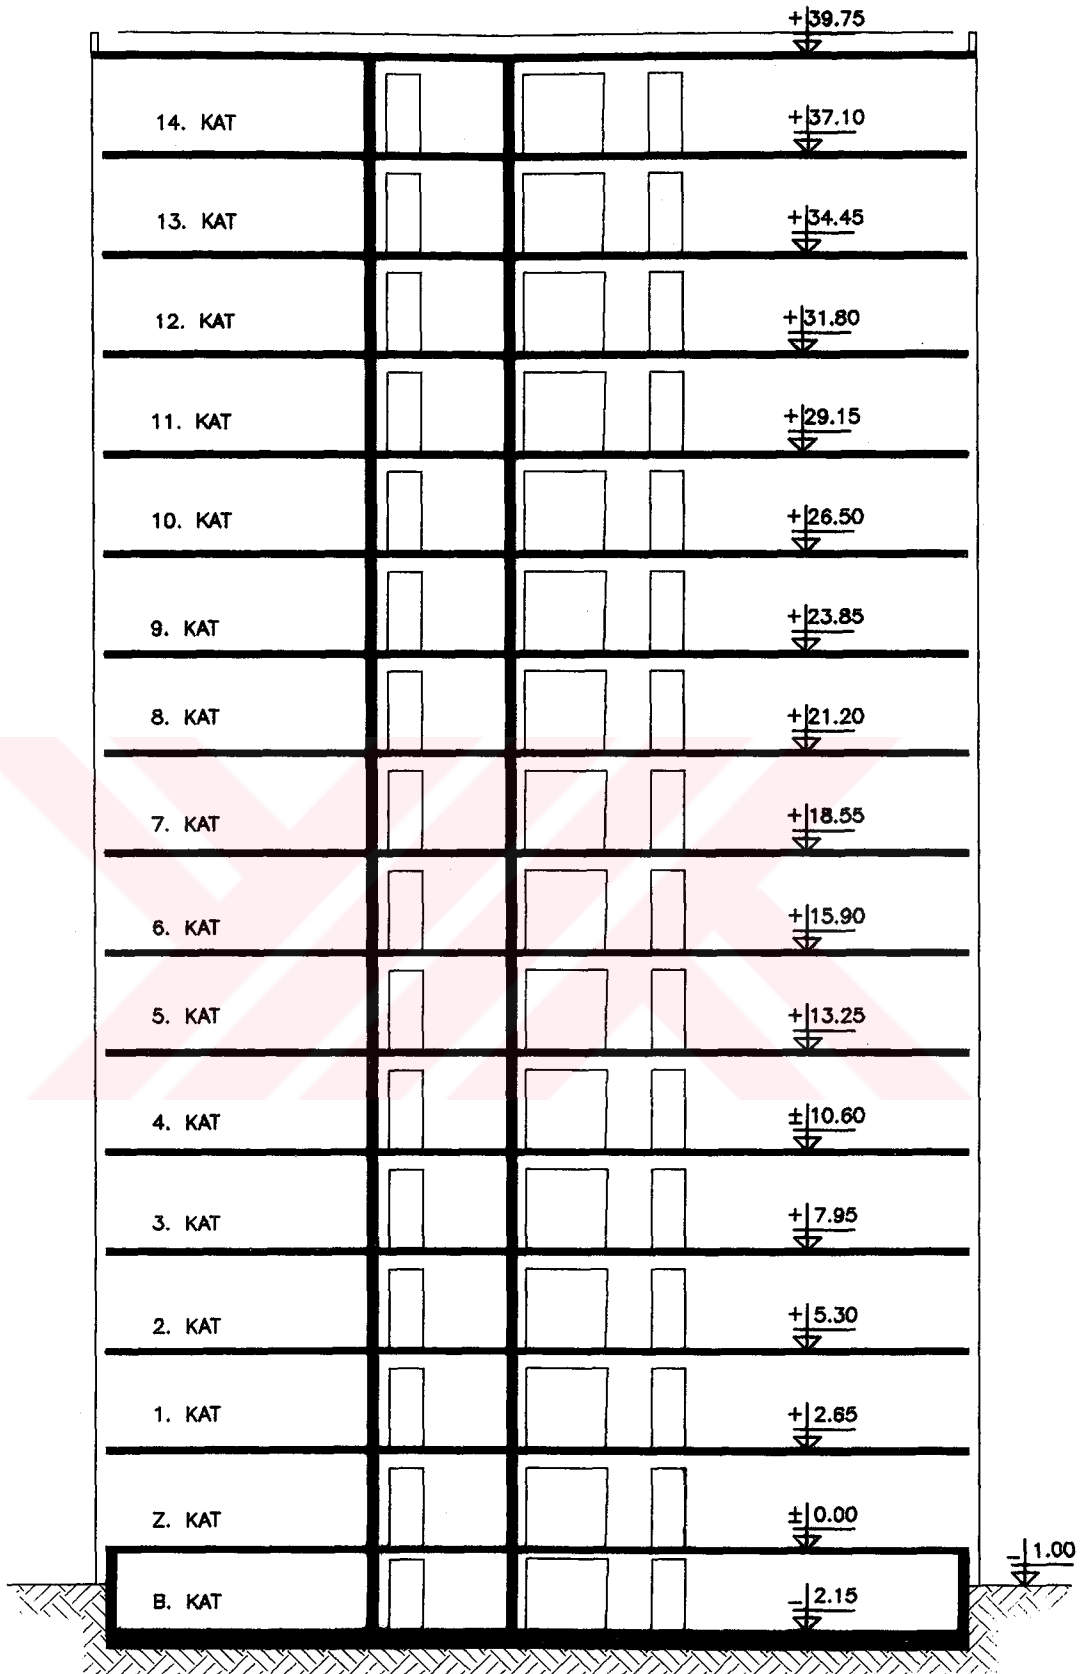 +39.75
14. KAT +37.10
13. KAT +34.45
12. KAT +31.80
11. KAT +29.15
10. KAT +26.50
9. KAT +23.85
8. KAT +21.20
7. KAT +18.55
6. KAT +15.90
5. KAT +13.25
4. KAT ±10.60
3. KAT +7.95
2. KAT +5.30
1. KAT +2.65
Z. KAT ±0.00
-1.00
B. KAT -2.15